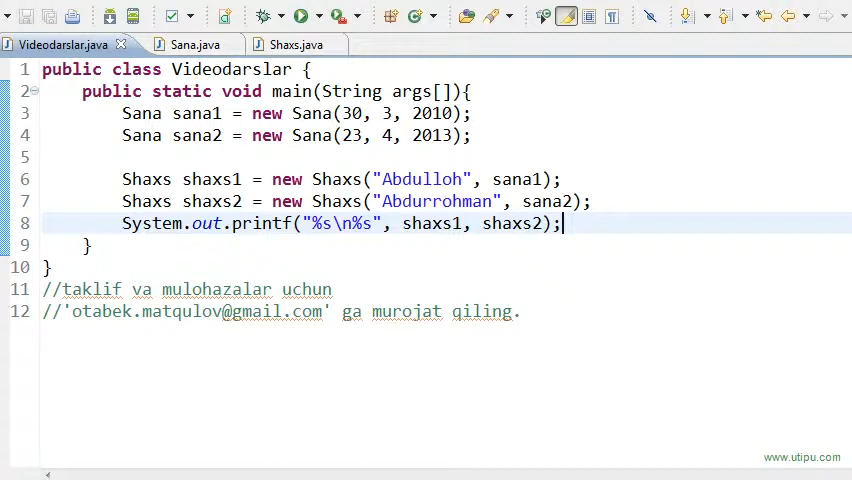 Videodarslar.java Sana.java Shaxs.java
1 public class Videodarslar {
2 public static void main(String args[]){
3 Sana sana1 = new Sana(30, 3, 2010);
4 Sana sana2 = new Sana(23, 4, 2013);
5
6 Shaxs shaxs1 = new Shaxs("Abdulloh", sana1);
7 Shaxs shaxs2 = new Shaxs("Abdurrohman", sana2);
8 System.out.printf("%s\n%s", shaxs1, shaxs2);
9 }
10 }
11 //taklif va mulohazalar uchun
12 //'otabek.matqulov@gmail.com' ga murojat qiling.
www.utipu.com